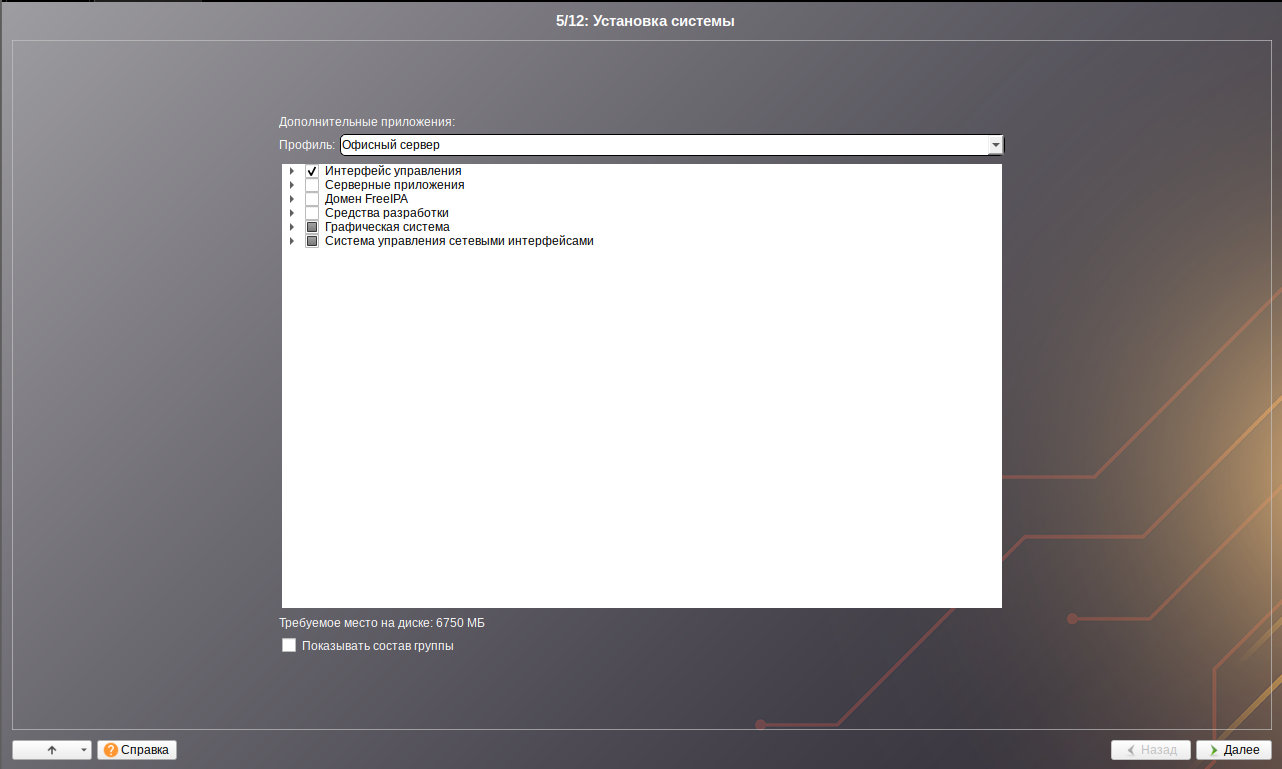 5/12: Установка системы
Дополнительные приложения:
Профиль: Офисный сервер
Интерфейс управления
Серверные приложения
Домен FreeIPA
Средства разработки
Графическая система
Система управления сетевыми интерфейсами
Требуемое место на диске: 6750 МБ
Показывать состав группы
? Справка Назад Далее